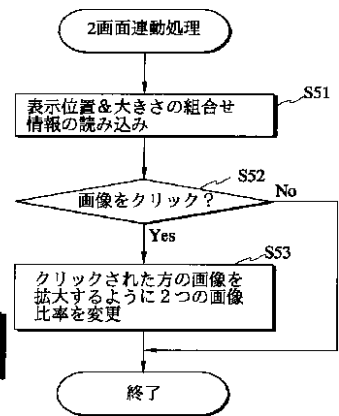 2画面連動処理
S51
表示位置&大きさの組合せ
情報の読み込み
S52
画像をクリック?
No
Yes
S53
クリックされた方の画像を
拡大するように2つの画像
比率を変更
終了